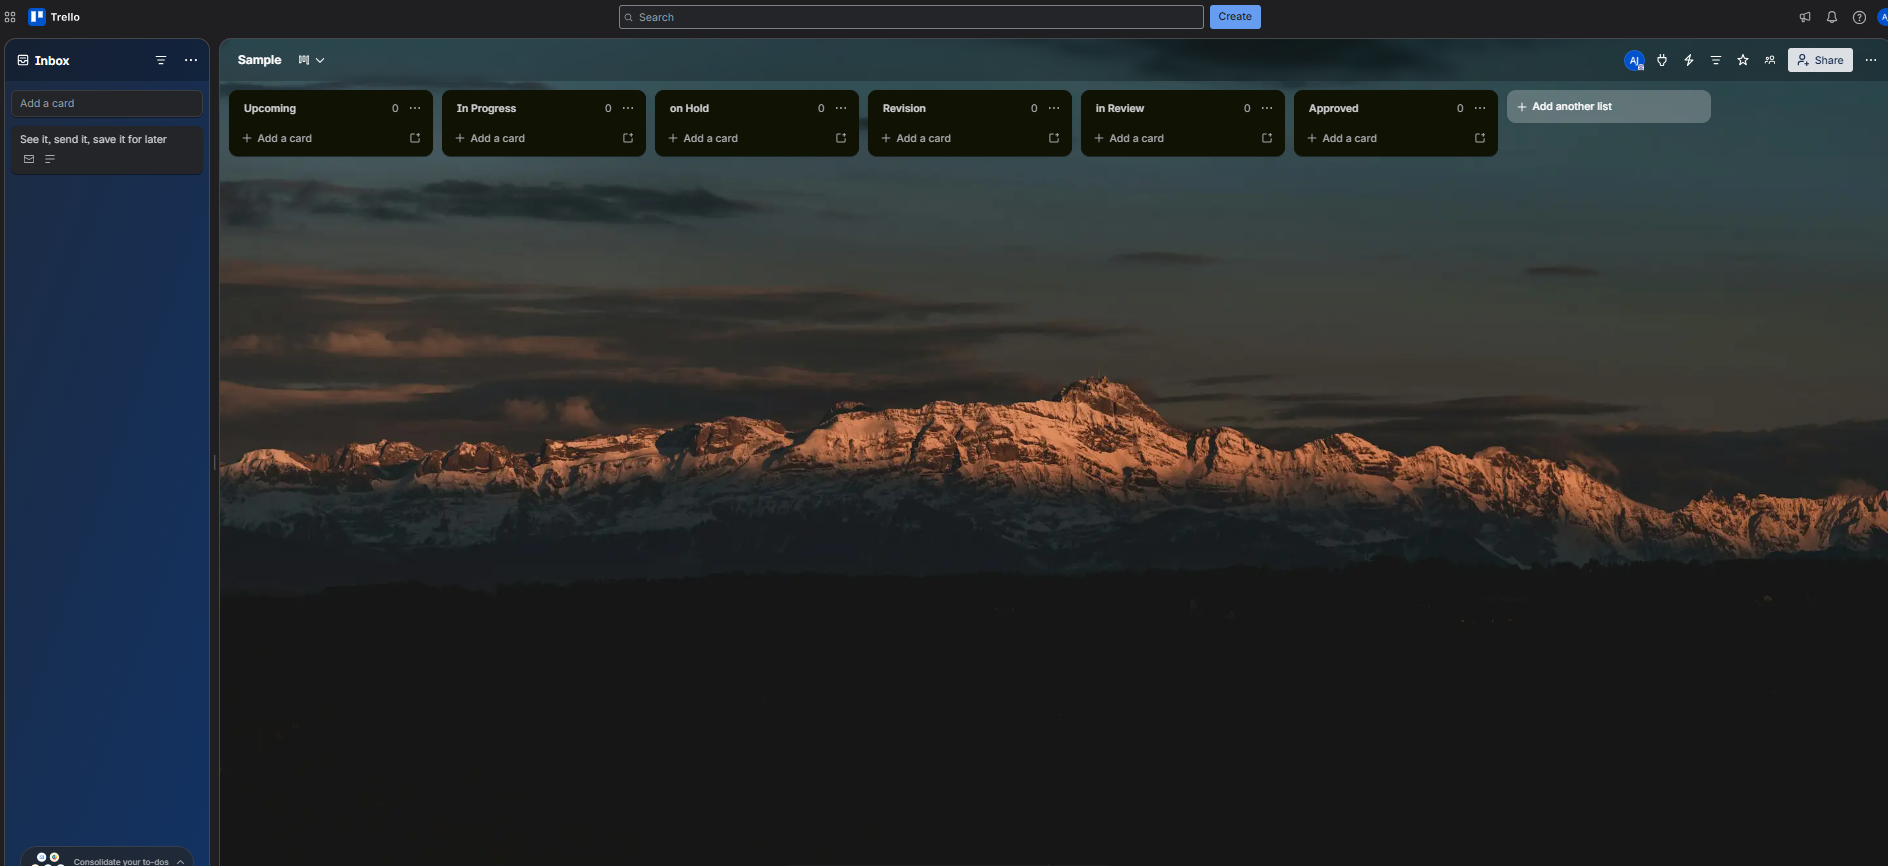 Trello
Search
Create
Inbox
Add a card
See it, send it, save it for later
Consolidate your to-dos
Sample
AJ
Share
Upcoming 0
Add a card
In Progress 0
Add a card
on Hold 0
Add a card
Revision 0
Add a card
in Review 0
Add a card
Approved 0
Add a card
Add another list